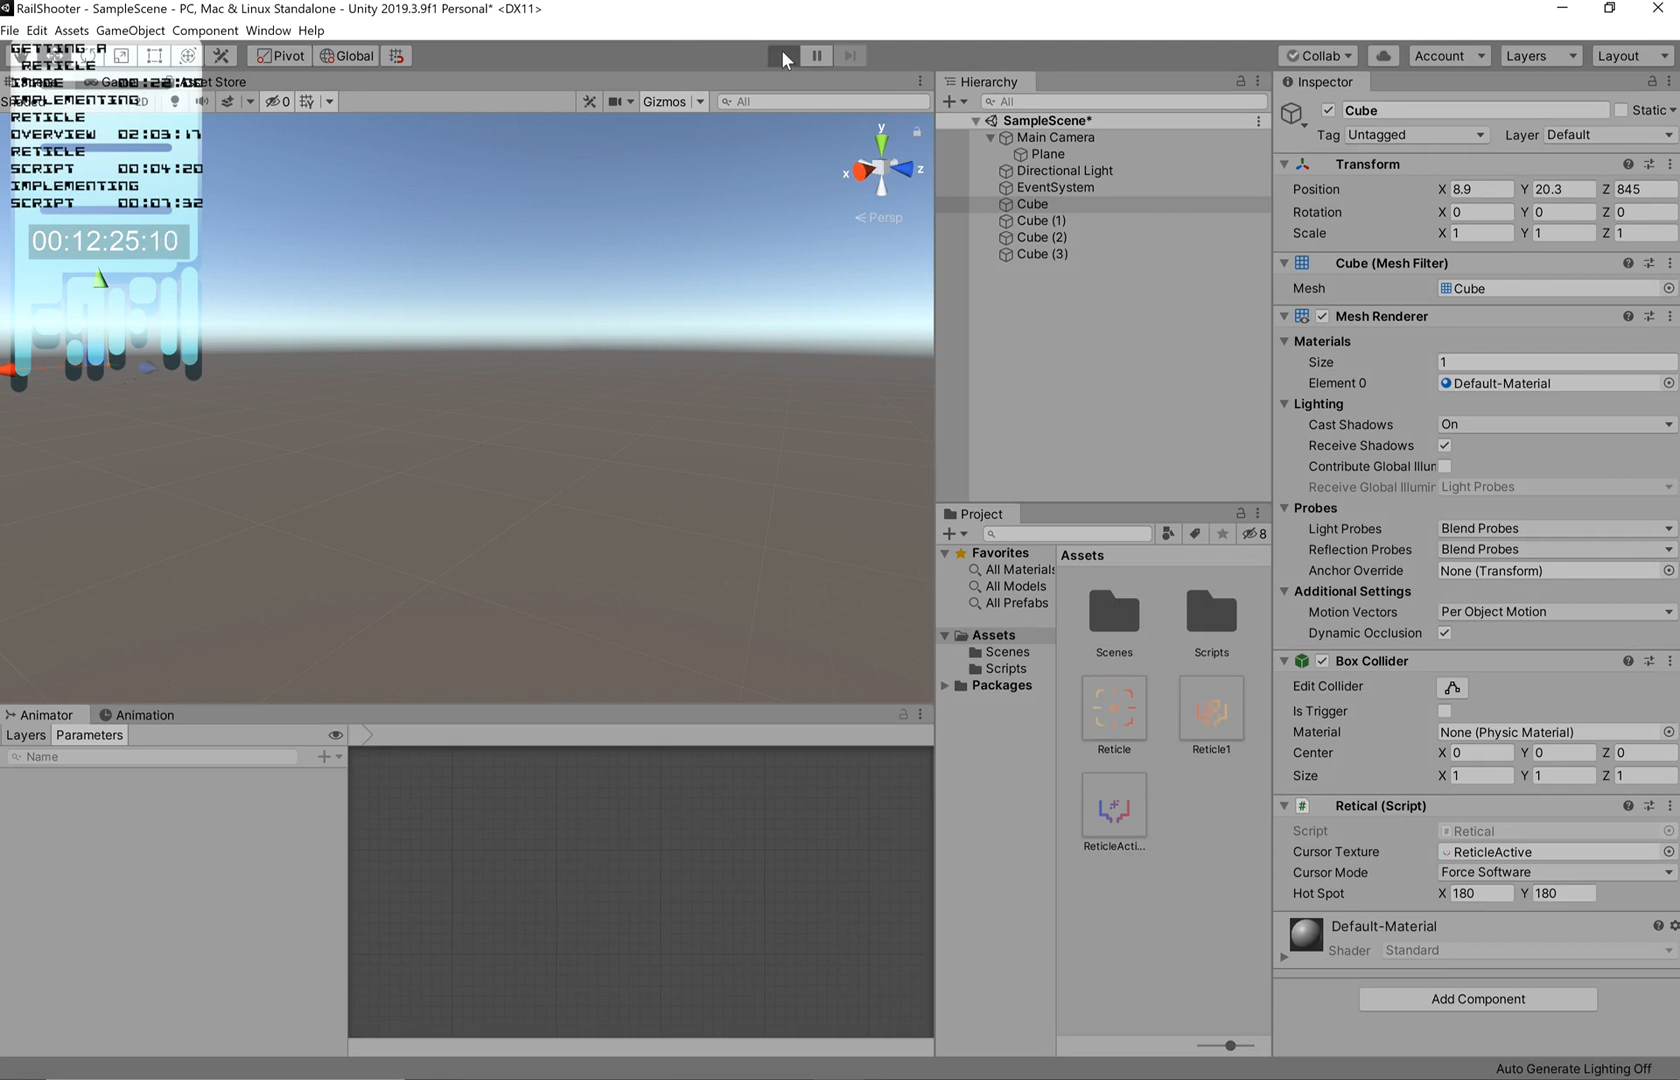 RailShooter - SampleScene - PC, Mac & Linux Standalone - Unity 2019.3.9f1 Personal* <DX11>
File Edit Assets GameObject Component Window Help
Pivot Global
Collab Account Layers Layout
GETTING A
RETICLE
IMPLEMENTING
RETICLE
OVERVIEW 02:03:17
RETICLE
SCRIPT 00:04:20
IMPLEMENTING
SCRIPT 00:07:32
00:12:25:10
2D
0
Gizmos
All
Persp
x
y
z
Hierarchy
All
SampleScene*
Main Camera
Plane
Directional Light
EventSystem
Cube
Cube (1)
Cube (2)
Cube (3)
Project
8
Favorites
All Materials
All Models
All Prefabs
Assets
Scenes
Scripts
Packages
Assets
Scenes
Scripts
Reticle
Reticle1
ReticleActi...
Animator
Animation
Layers
Parameters
Name
Inspector
Cube
Static
Tag Untagged
Layer Default
Transform
Position X 8.9 Y 20.3 Z 845
Rotation X 0 Y 0 Z 0
Scale X 1 Y 1 Z 1
Cube (Mesh Filter)
Mesh Cube
Mesh Renderer
Materials
Size 1
Element 0 Default-Material
Lighting
Cast Shadows On
Receive Shadows
Contribute Global Illum
Receive Global Illumir Light Probes
Probes
Light Probes Blend Probes
Reflection Probes Blend Probes
Anchor Override None (Transform)
Additional Settings
Motion Vectors Per Object Motion
Dynamic Occlusion
Box Collider
Edit Collider
Is Trigger
Material None (Physic Material)
Center X 0 Y 0 Z 0
Size X 1 Y 1 Z 1
Retical (Script)
Script Retical
Cursor Texture ReticleActive
Cursor Mode Force Software
Hot Spot X 180 Y 180
Default-Material
Shader Standard
Add Component
Auto Generate Lighting Off